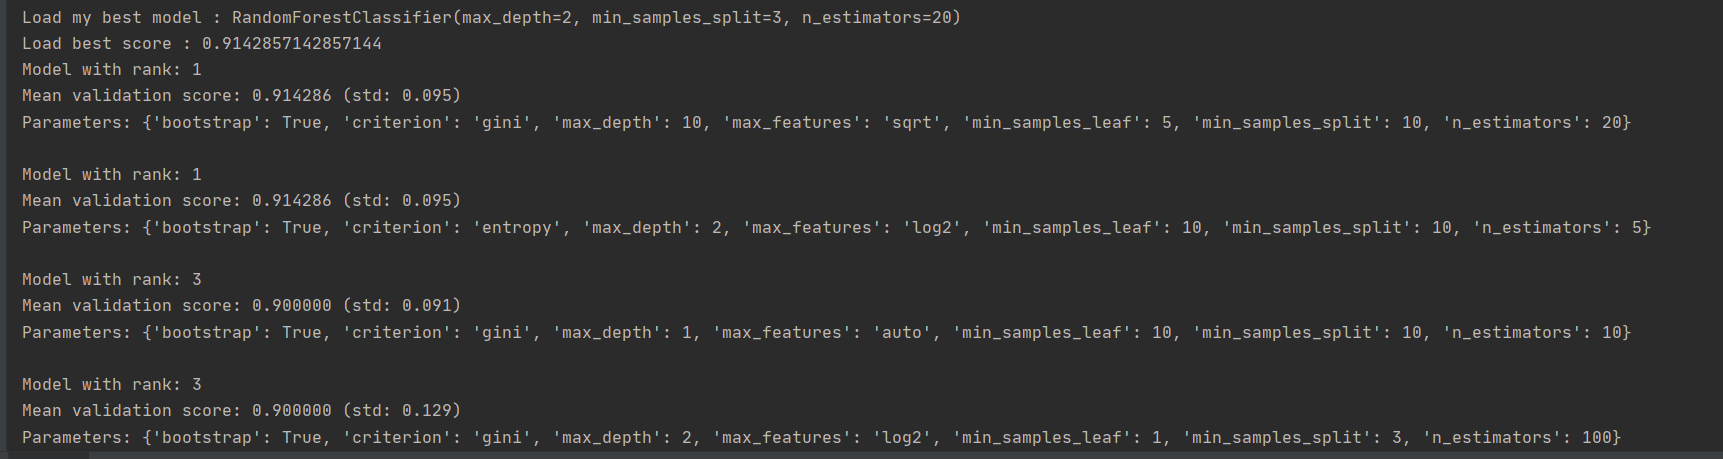 Load my best model : RandomForestClassifier(max_depth=2, min_samples_split=3, n_estimators=20)
Load best score : 0.9142857142857144
Model with rank: 1
Mean validation score: 0.914286 (std: 0.095)
Parameters: {'bootstrap': True, 'criterion': 'gini', 'max_depth': 10, 'max_features': 'sqrt', 'min_samples_leaf': 5, 'min_samples_split': 10, 'n_estimators': 20}
Model with rank: 1
Mean validation score: 0.914286 (std: 0.095)
Parameters: {'bootstrap': True, 'criterion': 'entropy', 'max_depth': 2, 'max_features': 'log2', 'min_samples_leaf': 10, 'min_samples_split': 10, 'n_estimators': 5}
Model with rank: 3
Mean validation score: 0.900000 (std: 0.091)
Parameters: {'bootstrap': True, 'criterion': 'gini', 'max_depth': 1, 'max_features': 'auto', 'min_samples_leaf': 10, 'min_samples_split': 10, 'n_estimators': 10}
Model with rank: 3
Mean validation score: 0.900000 (std: 0.129)
Parameters: {'bootstrap': True, 'criterion': 'gini', 'max_depth': 2, 'max_features': 'log2', 'min_samples_leaf': 1, 'min_samples_split': 3, 'n_estimators': 100}